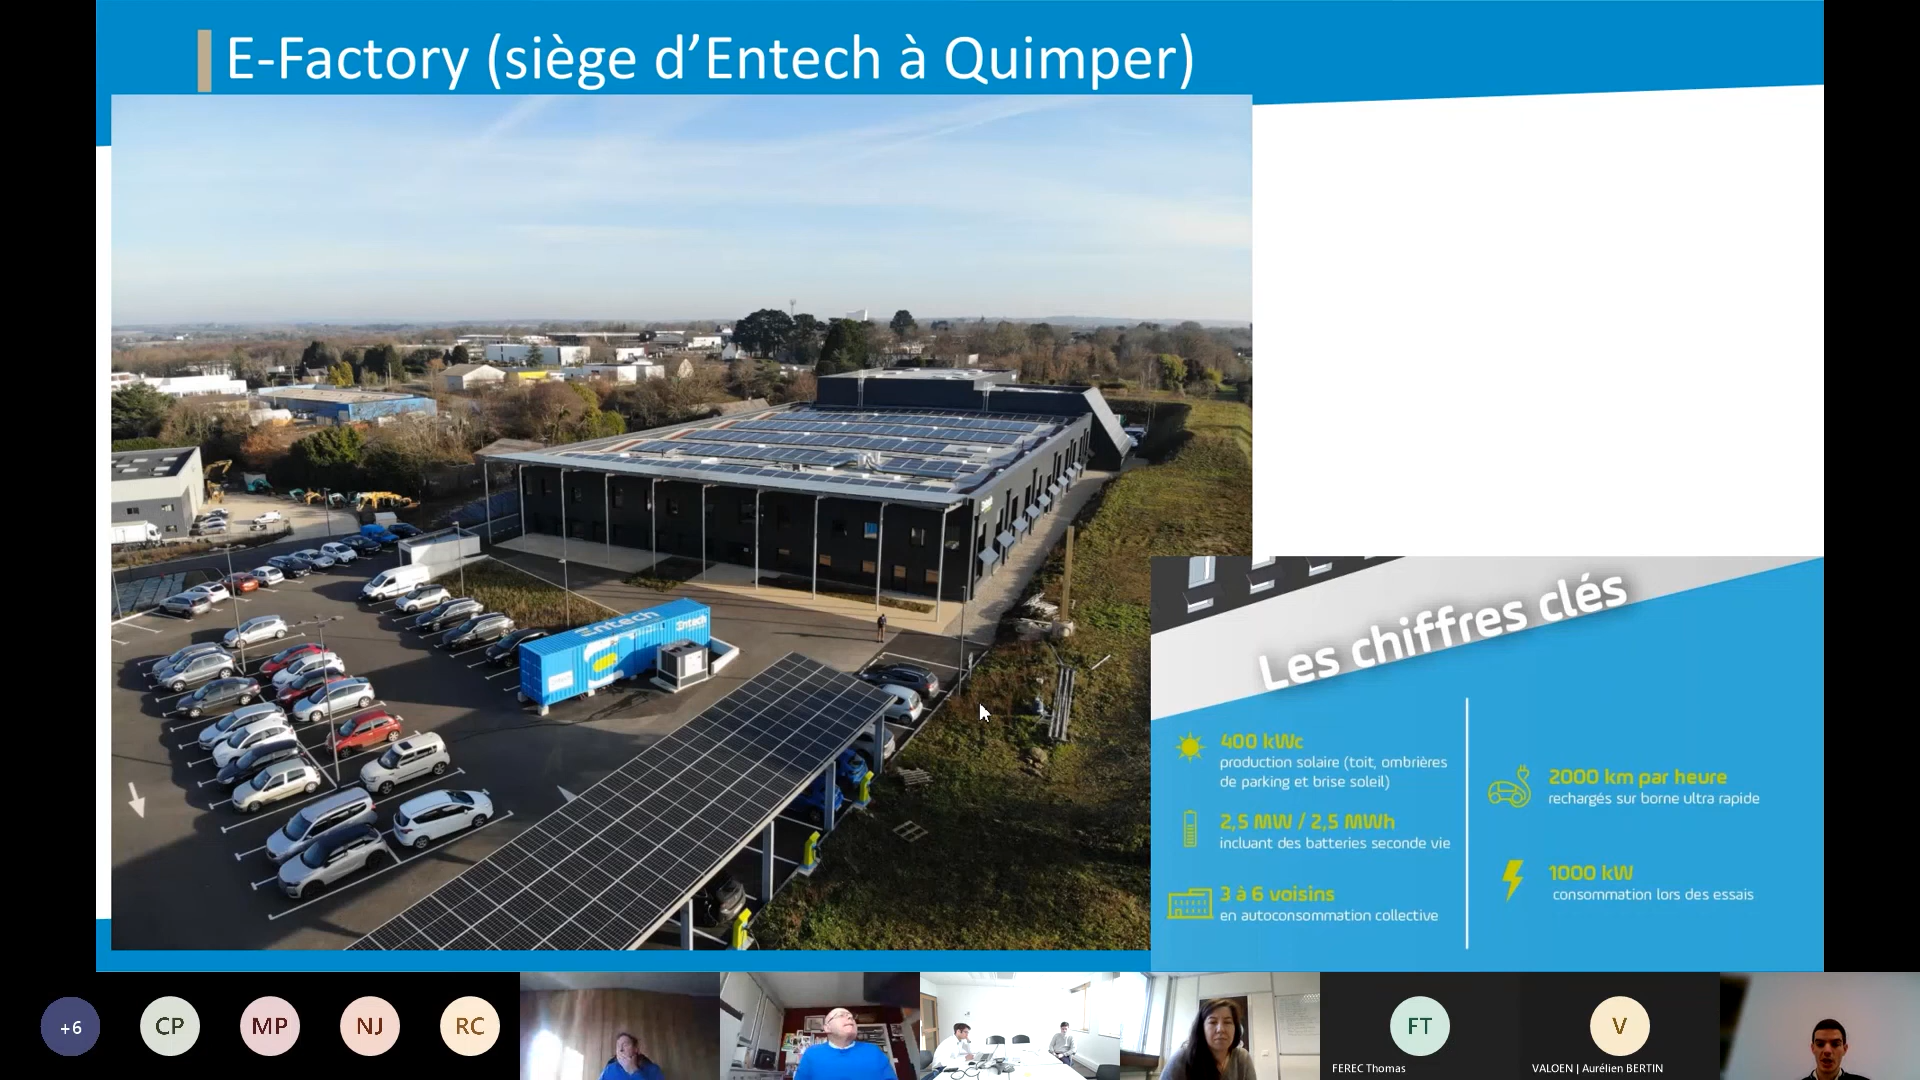 E-Factory (siège d’Entech à Quimper)
Entech
Entech
Entech
Les chiffres clés
400 kWc
production solaire (toit, ombrières
de parking et brise soleil)
2,5 MW / 2,5 MWh
incluant des batteries seconde vie
3 à 6 voisins
en autoconsommation collective
2000 km par heure
rechargés sur borne ultra rapide
1000 kW
consommation lors des essais
+6
CP
MP
NJ
RC
FT
FEREC Thomas
V
VALOEN | Aurélien BERTIN